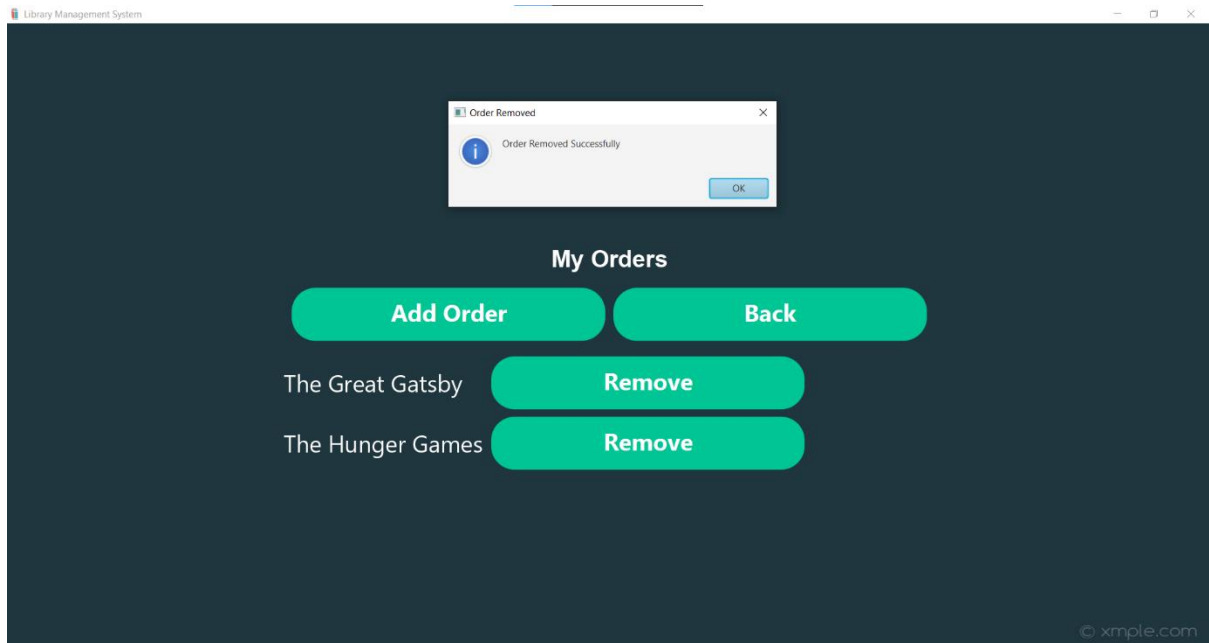 Library Management System
Order Removed
Order Removed Successfully
OK
My Orders
Add Order Back
The Great Gatsby Remove
The Hunger Games Remove
© xmple.com